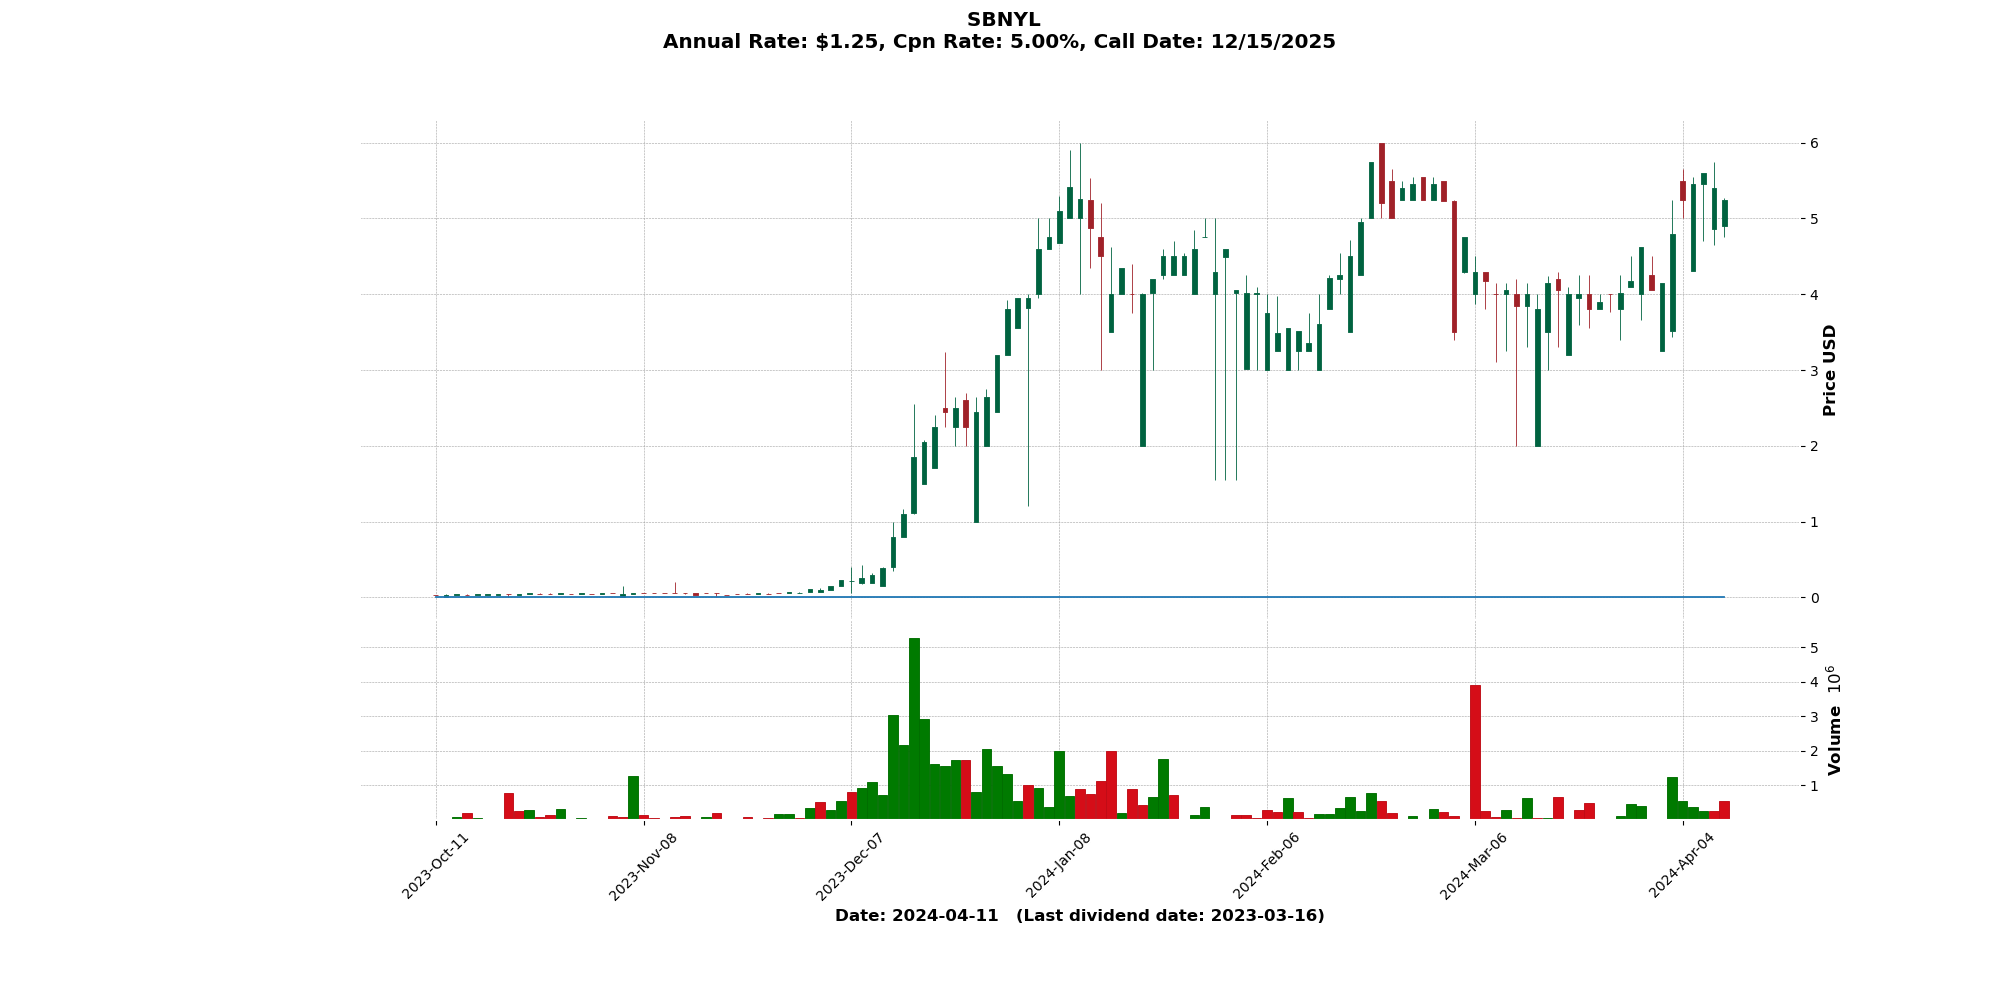 SBNYL
Annual Rate: $1.25, Cpn Rate: 5.00%, Call Date: 12/15/2025
6
5
4
3
2
1
0
Price USD
5
4
3
2
1
Volume 10^6
2023-Oct-11
2023-Nov-08
2023-Dec-07
2024-Jan-08
2024-Feb-06
2024-Mar-06
2024-Apr-04
Date: 2024-04-11 (Last dividend date: 2023-03-16)